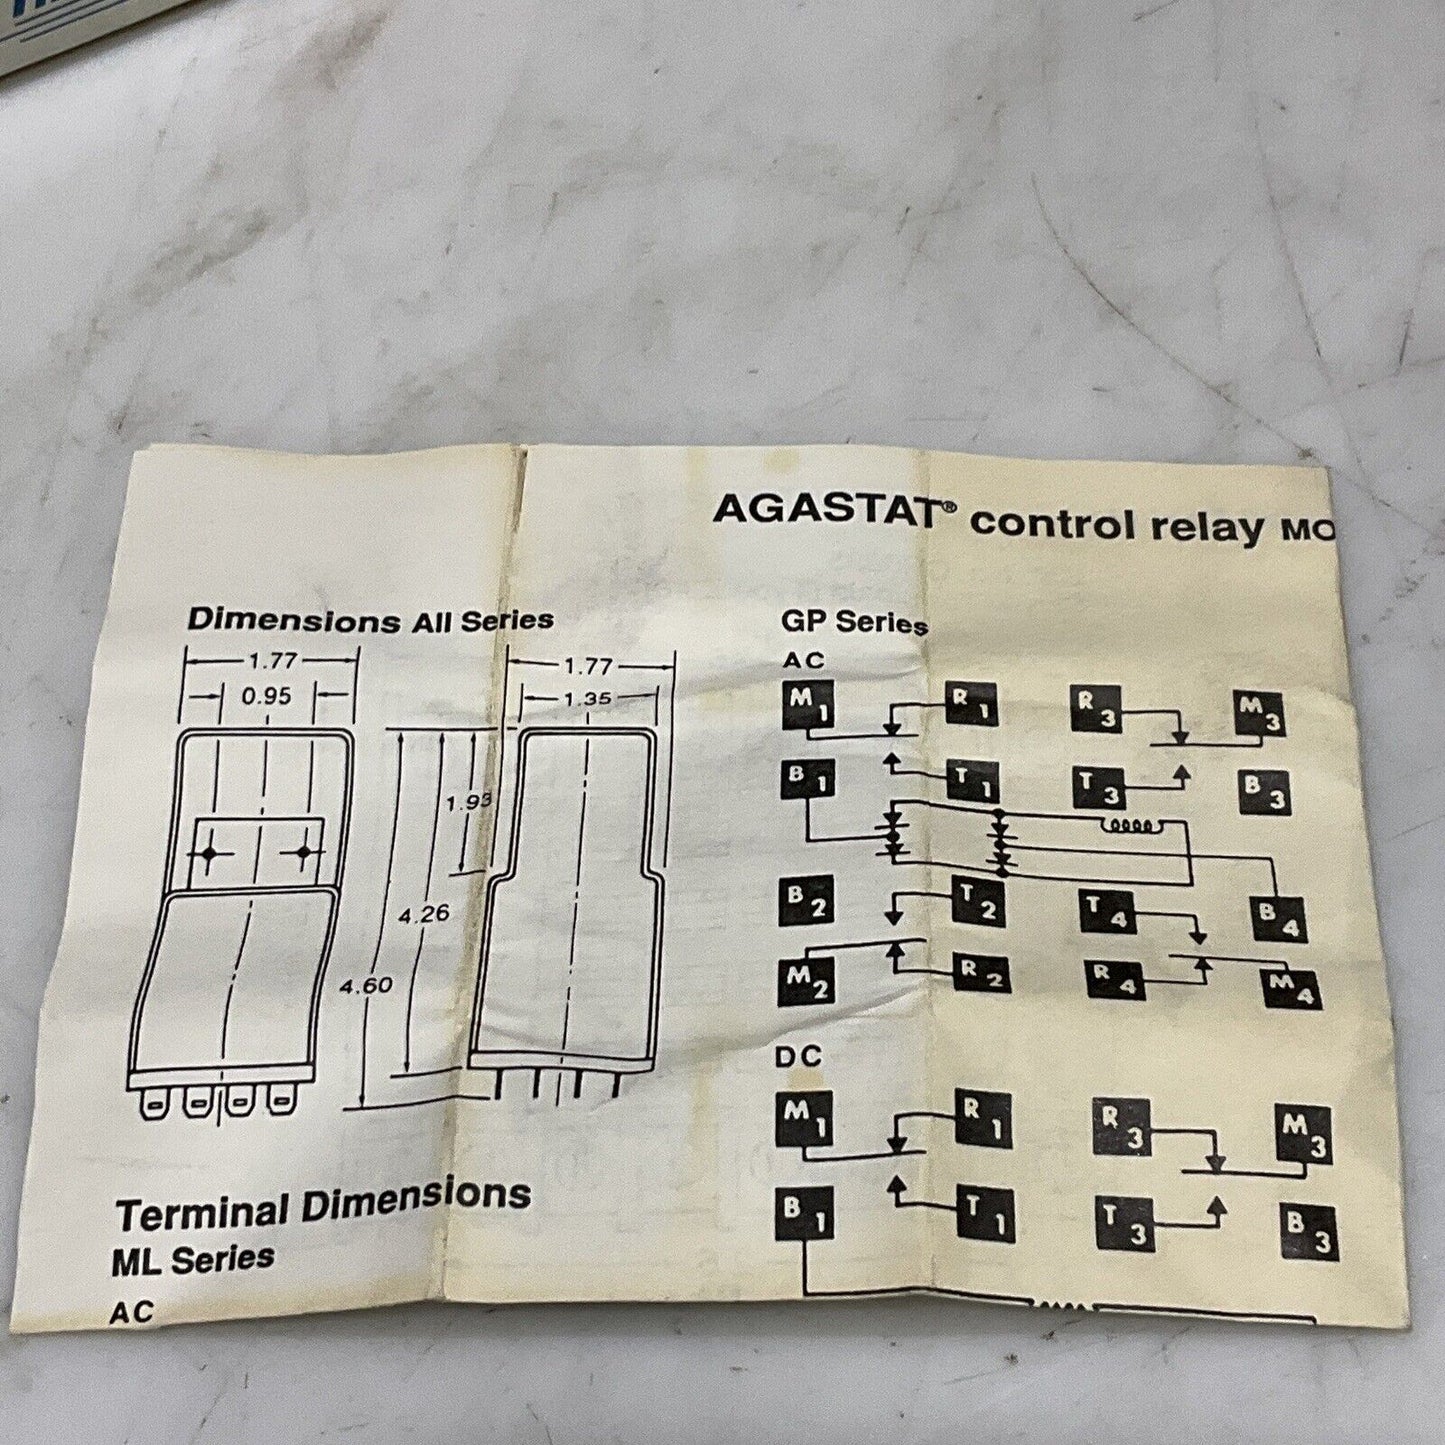 AGASTAT® control relay MO
Dimensions All Series
1.77
0.95
1.77
1.35
1.93
4.26
4.60
Terminal Dimensions
ML Series
AC
GP Series
AC
M1 R1 R3 M3
B1 T1 T3 B3
B2 T2 T4 B4
M2 R2 R4 M4
DC
M1 R1 R3 M3
B1 T1 T3 B3